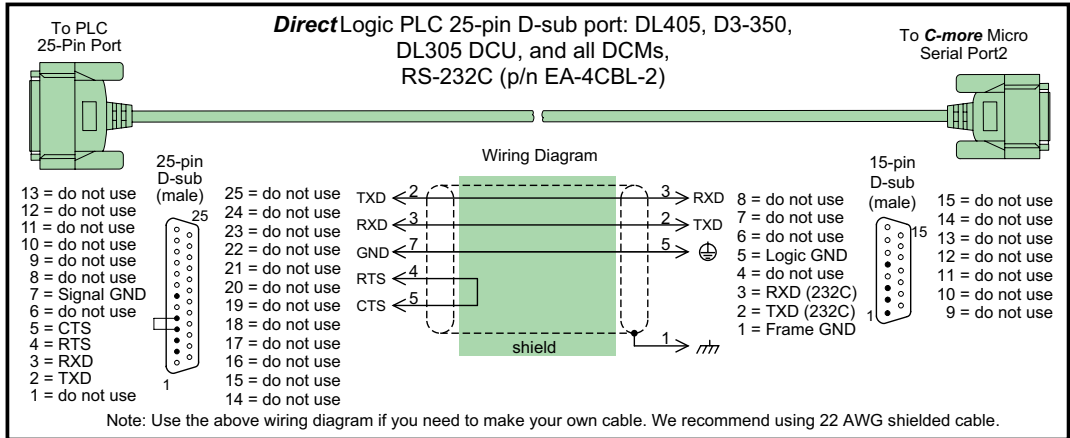 To PLC
25-Pin Port
DirectLogic PLC 25-pin D-sub port: DL405, D3-350,
DL305 DCU, and all DCMs,
RS-232C (p/n EA-4CBL-2)
To C-more Micro
Serial Port2
25-pin
D-sub
(male)
13 = do not use
12 = do not use
11 = do not use
10 = do not use
9 = do not use
8 = do not use
7 = Signal GND
6 = do not use
5 = CTS
4 = RTS
3 = RXD
2 = TXD
1 = do not use
25
1
25 = do not use
24 = do not use
23 = do not use
22 = do not use
21 = do not use
20 = do not use
19 = do not use
18 = do not use
17 = do not use
16 = do not use
15 = do not use
14 = do not use
Wiring Diagram
TXD 2 3 RXD
RXD 3 2 TXD
GND 7 5
RTS 4
CTS 5
shield
1
8 = do not use
7 = do not use
6 = do not use
5 = Logic GND
4 = do not use
3 = RXD (232C)
2 = TXD (232C)
1 = Frame GND
15-pin
D-sub
(male)
15
1
15 = do not use
14 = do not use
13 = do not use
12 = do not use
11 = do not use
10 = do not use
9 = do not use
Note: Use the above wiring diagram if you need to make your own cable. We recommend using 22 AWG shielded cable.